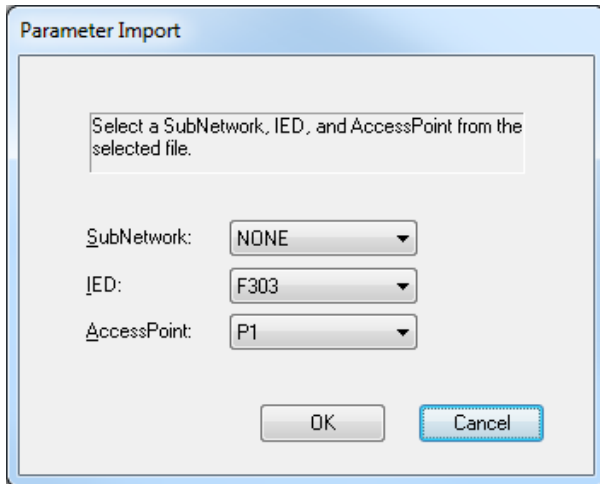 Parameter Import
Select a SubNetwork, IED, and AccessPoint from the
selected file.
SubNetwork: NONE
IED: F303
AccessPoint: P1
OK Cancel